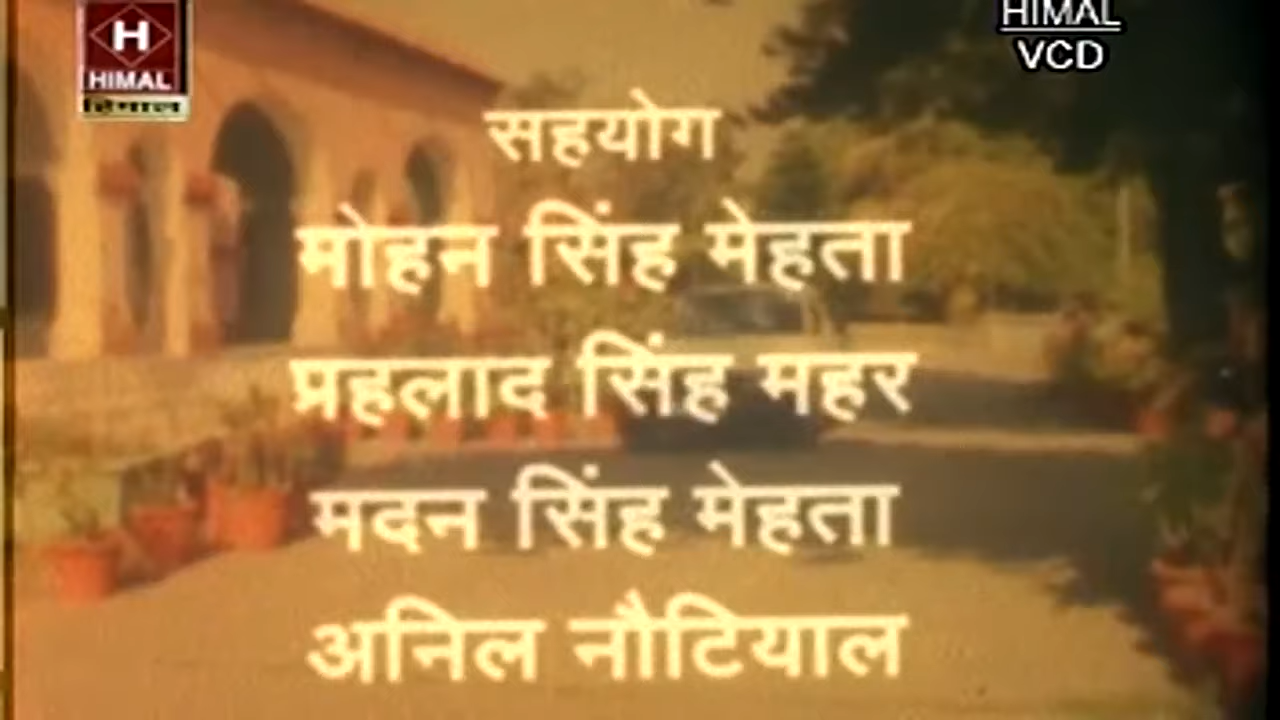 H
HIMAL
हिमाल
HIMAL
VCD
सहयोग
मोहन सिंह मेहता
प्रहलाद सिंह महर
मदन सिंह मेहता
अनिल नौटियाल